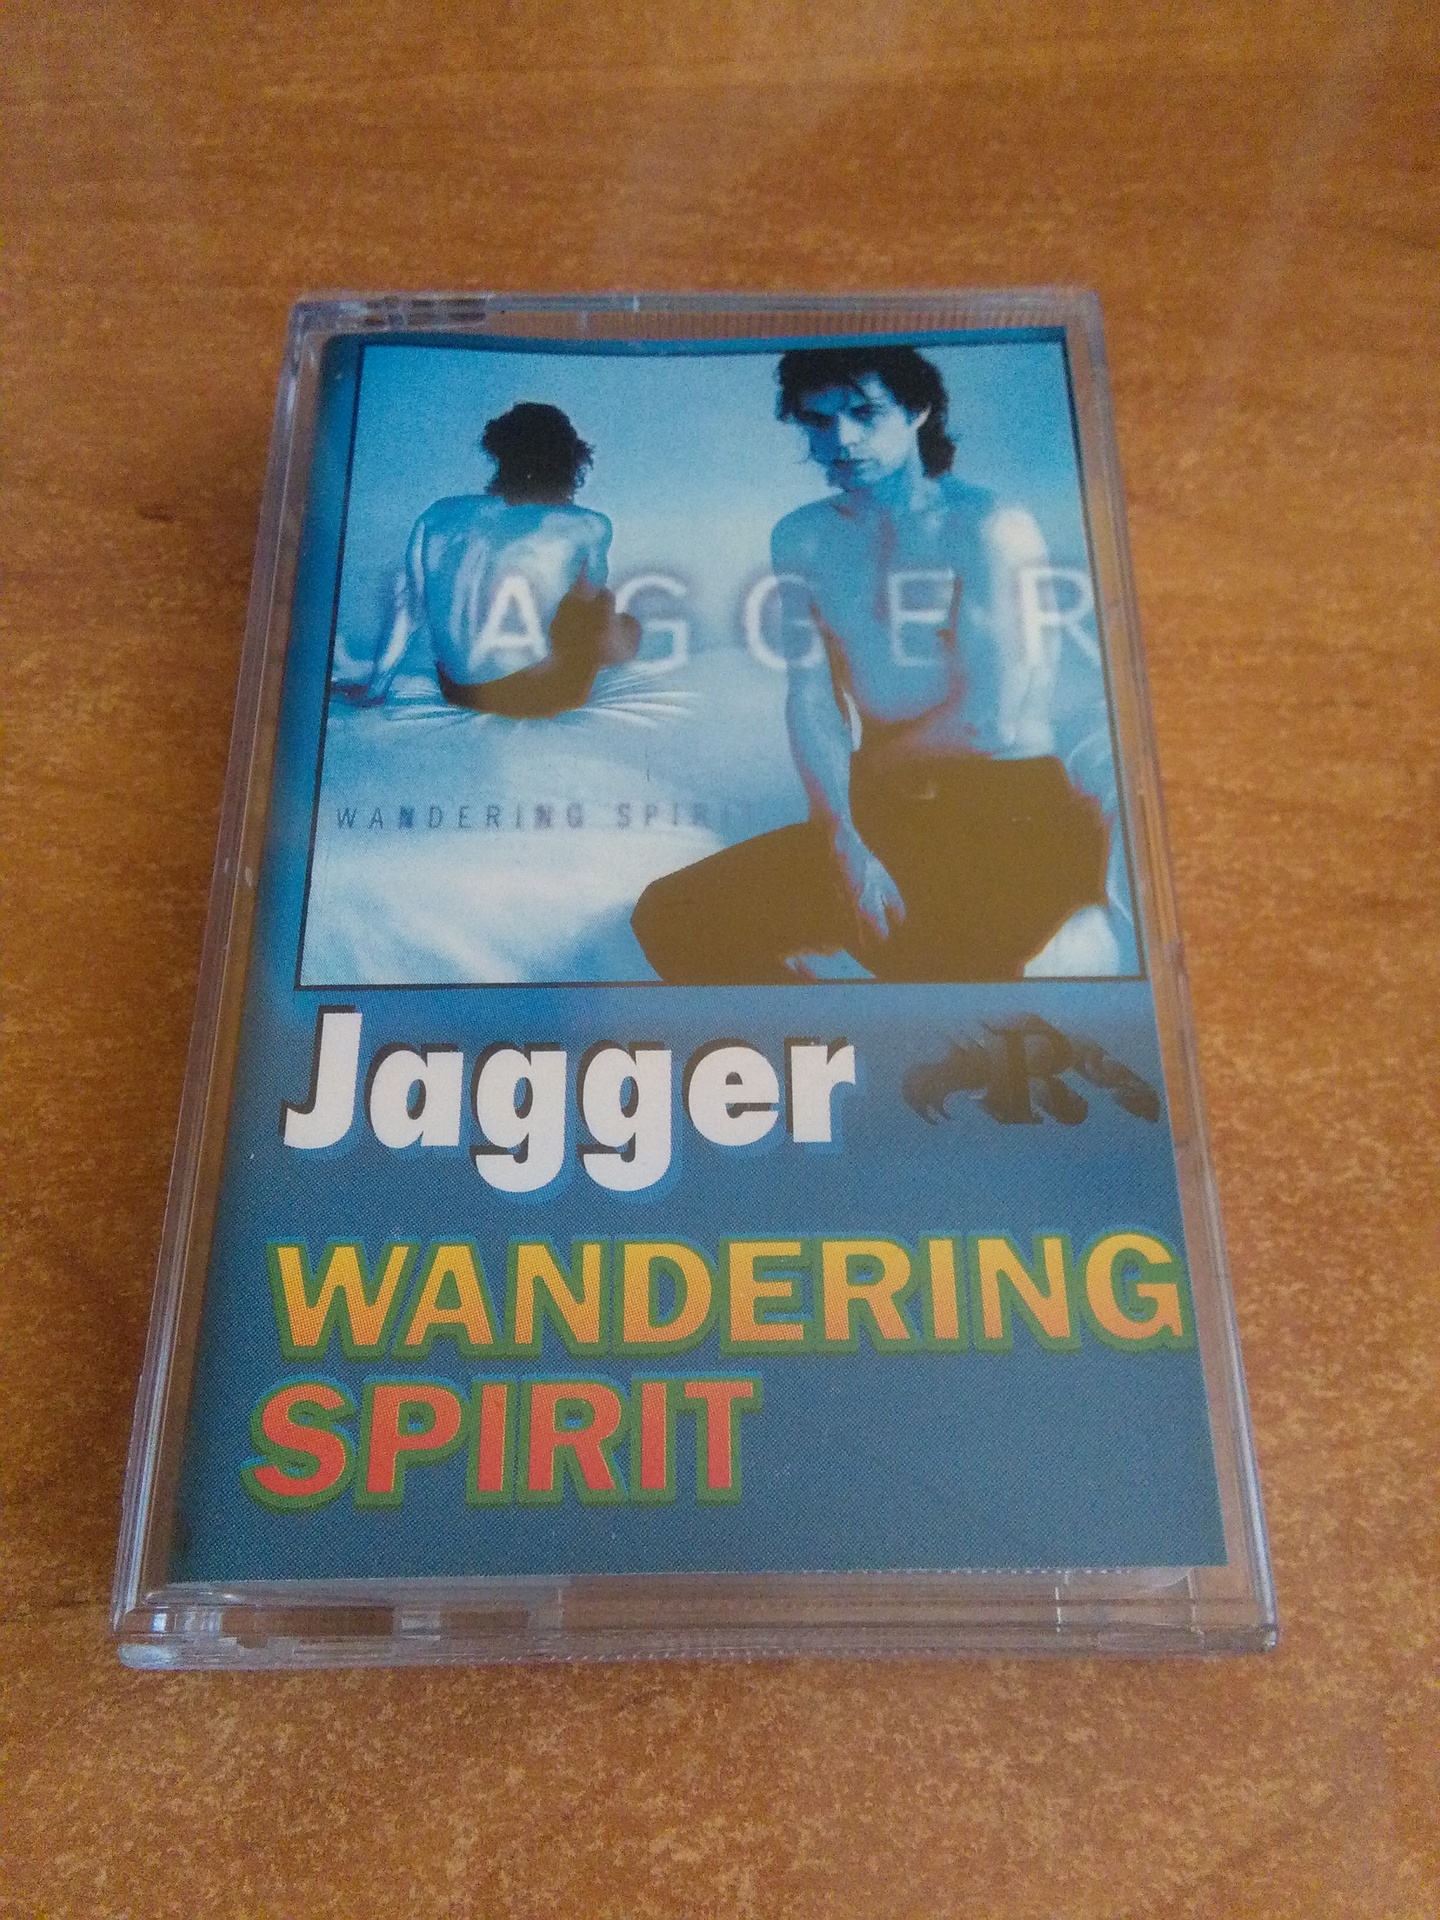 JAGGER
WANDERING SPIRIT
Jagger R
WANDERING
SPIRIT